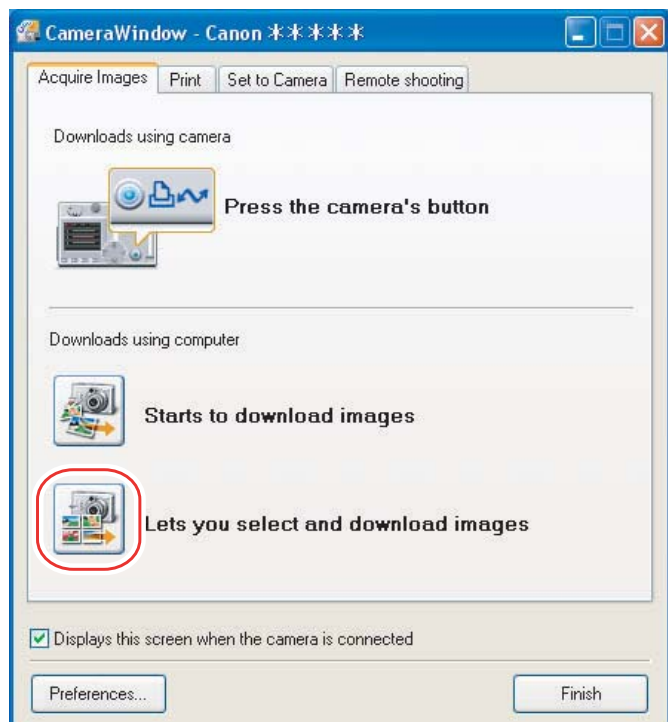 CameraWindow - Canon *****
Acquire Images Print Set to Camera Remote shooting
Downloads using camera
Press the camera's button
Downloads using computer
Starts to download images
Lets you select and download images
Displays this screen when the camera is connected
Preferences... Finish